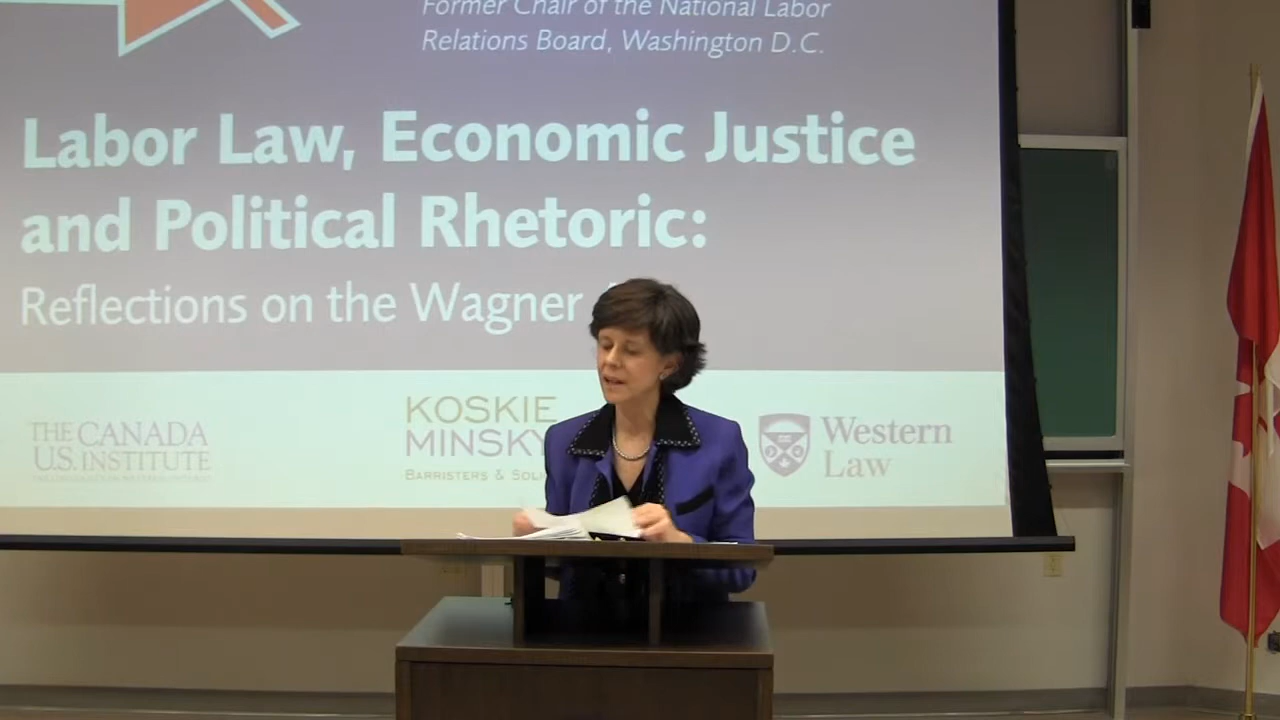 Former Chair of the National Labor
Relations Board, Washington D.C.
Labor Law, Economic Justice
and Political Rhetoric:
Reflections on the Wagner
THE CANADA
U.S. INSTITUTE
KOSKIE
MINSKY
BARRISTERS &
Western
Law